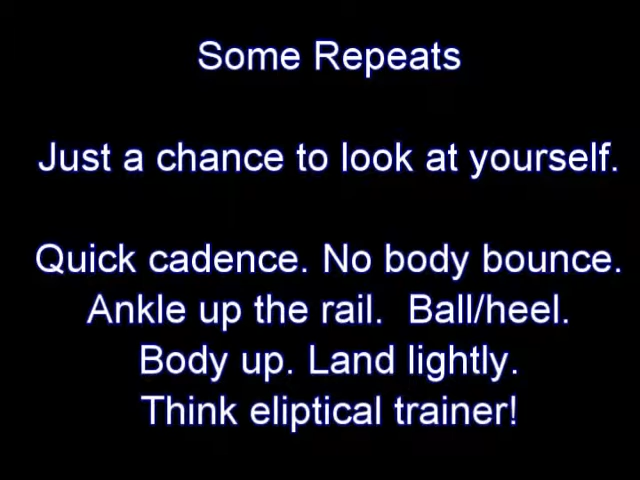 Some Repeats
Just a chance to look at yourself.
Quick cadence. No body bounce.
Ankle up the rail.  Ball/heel.
Body up. Land lightly.
Think eliptical trainer!